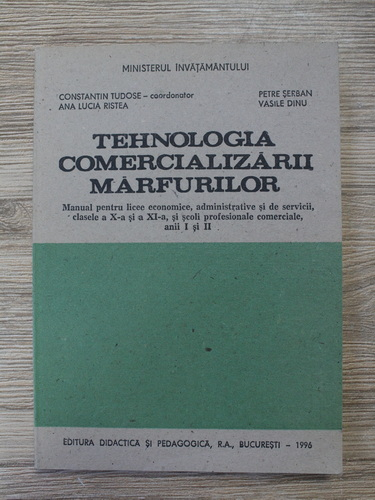 MINISTERUL ÎNVĂȚĂMÂNTULUI
CONSTANTIN TUDOSE – coordonator
ANA LUCIA RISTEA
PETRE ȘERBAN
VASILE DINU
TEHNOLOGIA
COMERCIALIZĂRII
MĂRFURILOR
Manual pentru licee economice, administrative și de servicii,
clasele a X-a și a XI-a, și școli profesionale comerciale,
anii I și II
EDITURA DIDACTICĂ ȘI PEDAGOGICĂ, R.A., BUCUREȘTI – 1996